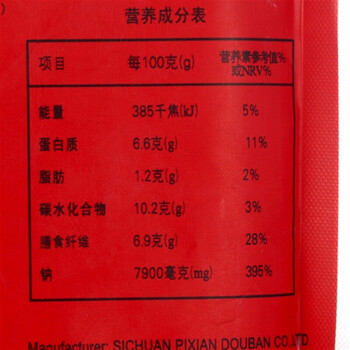 营养成分表
项目 每100克(g) 营养素参考值% 或NRV%
能量 385千焦(kJ) 5%
蛋白质 6.6克(g) 11%
脂肪 1.2克(g) 2%
碳水化合物 10.2克(g) 3%
膳食纤维 6.9克(g) 28%
钠 7900毫克(mg) 395%
Manufacturer: SICHUAN PIXIAN DOUBAN CO.LTD